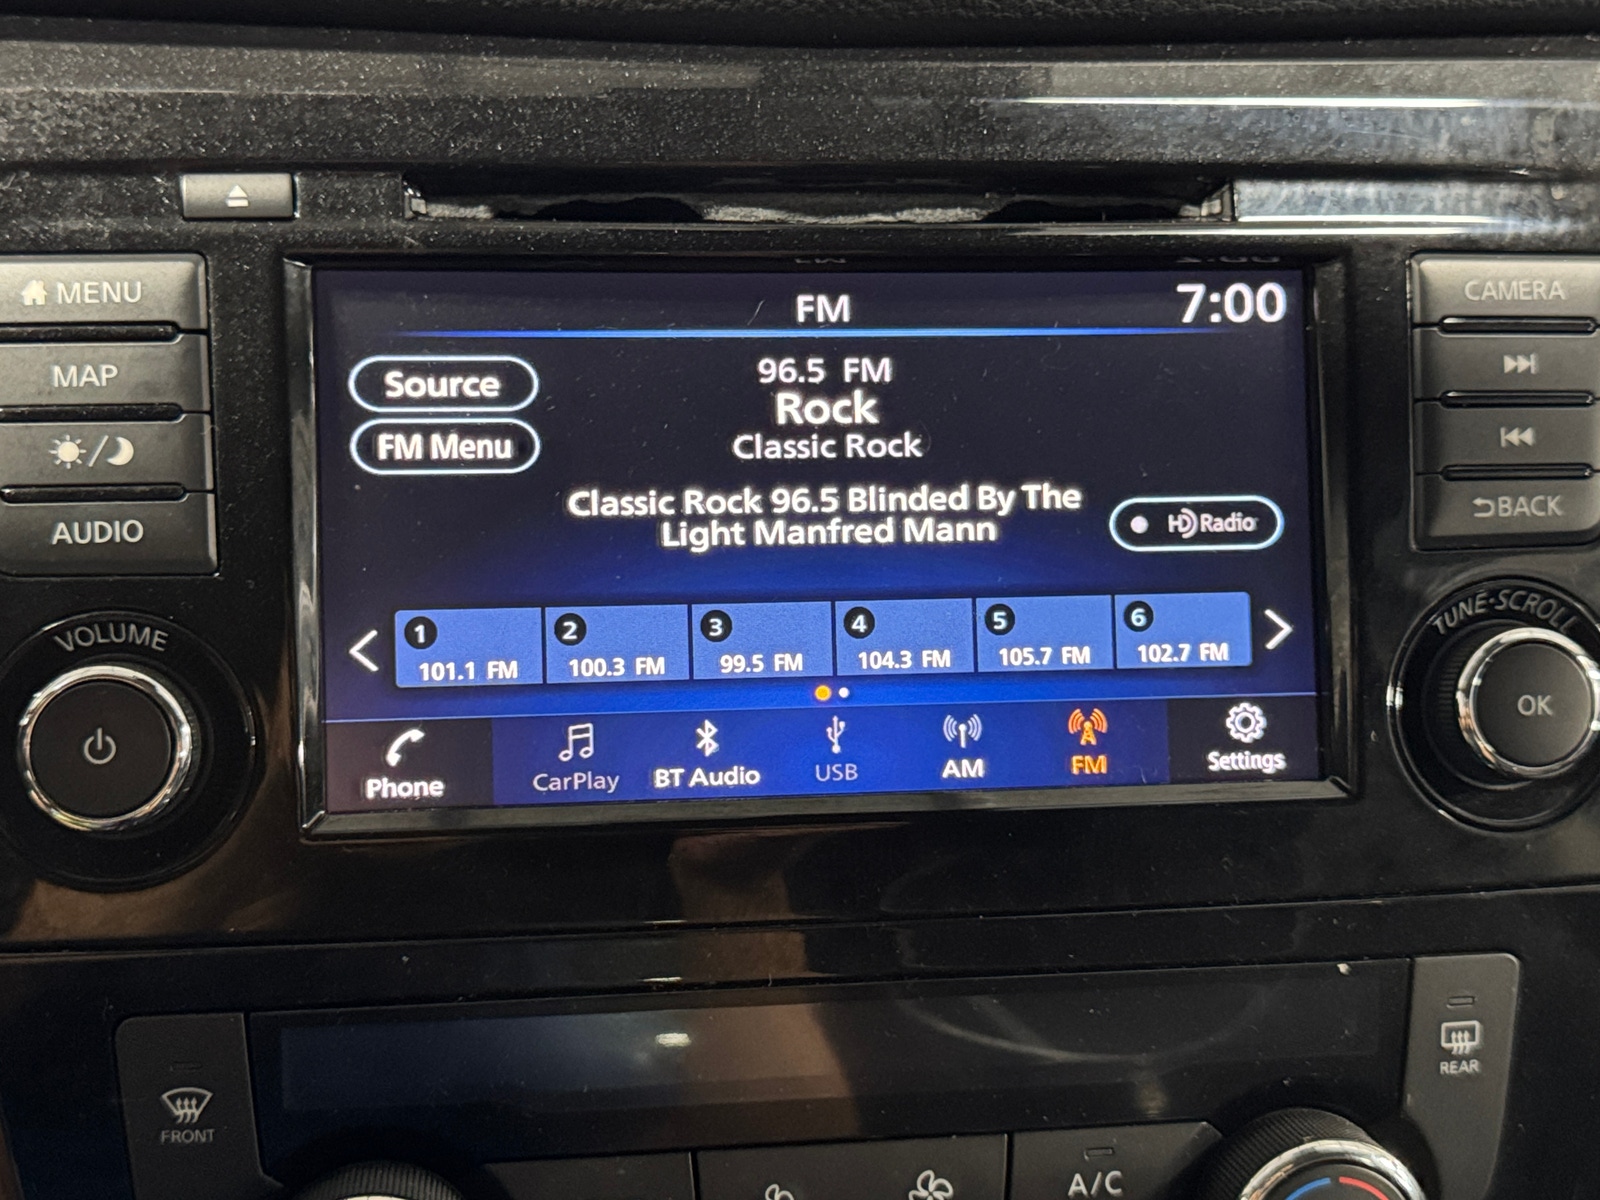 MENU
MAP
AUDIO
VOLUME
FM
7:00
Source
FM Menu
96.5 FM
Rock
Classic Rock
Classic Rock 96.5 Blinded By The
Light Manfred Mann
HD Radio
1
101.1 FM
2
100.3 FM
3
99.5 FM
4
104.3 FM
5
105.7 FM
6
102.7 FM
Phone
CarPlay
BT Audio
USB
AM
FM
Settings
CAMERA
BACK
TUNE·SCROLL
OK
FRONT
REAR
A/C